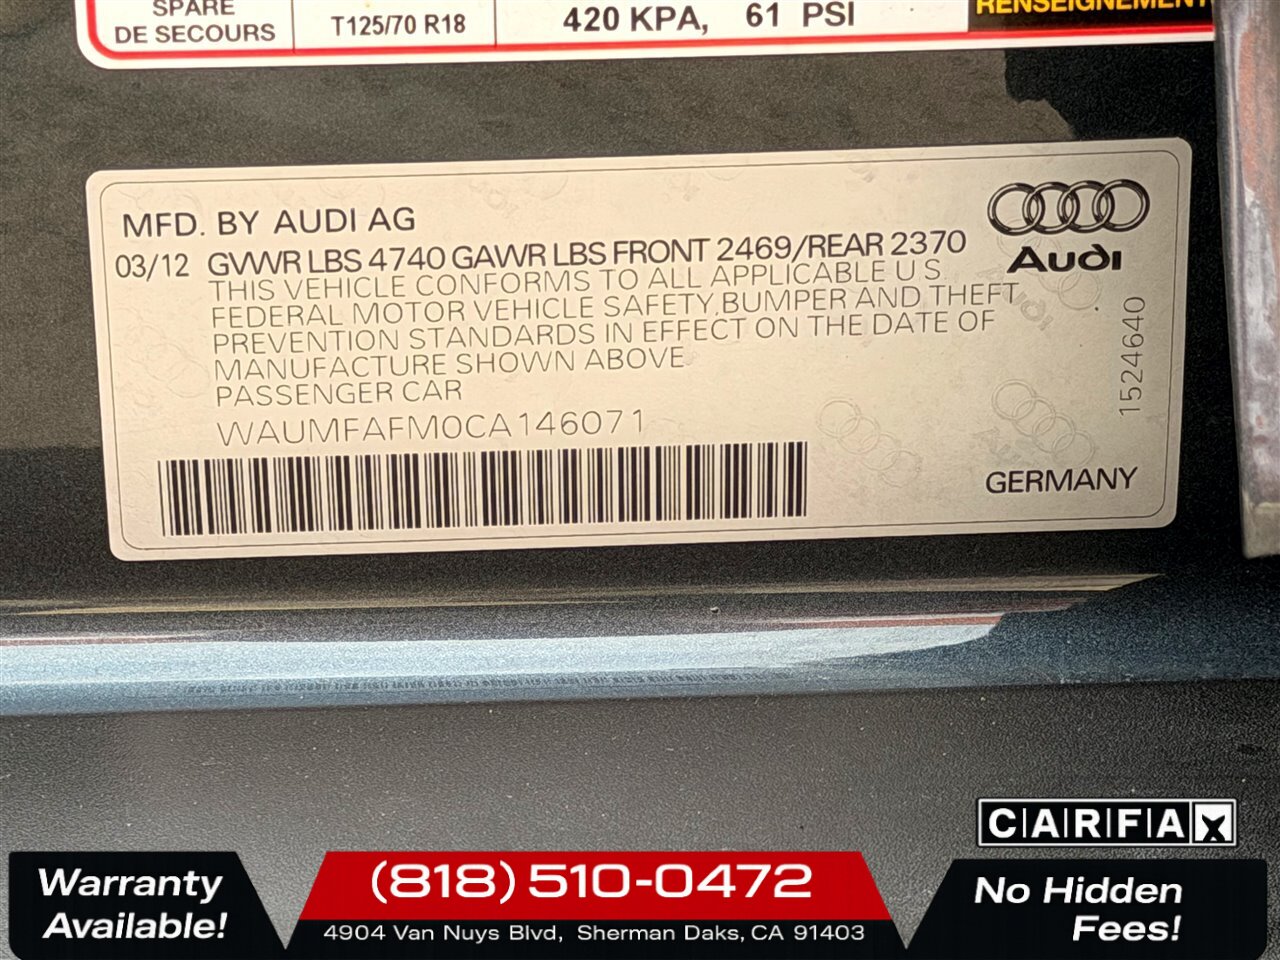 SPARE
DE SECOURS
T125/70 R18
420 KPA, 61 PSI
RENSEIGNEMENTS
MFD. BY AUDI AG
03/12 GVWR LBS 4740 GAWR LBS FRONT 2469/REAR 2370
THIS VEHICLE CONFORMS TO ALL APPLICABLE U S
FEDERAL MOTOR VEHICLE SAFETY,BUMPER AND THEFT
PREVENTION STANDARDS IN EFFECT ON THE DATE OF
MANUFACTURE SHOWN ABOVE
PASSENGER CAR
WAUMFAFM0CA146071
Audi
1524640
GERMANY
CARFAX
Warranty
Available!
(818) 510-0472
4904 Van Nuys Blvd, Sherman Daks, CA 91403
No Hidden
Fees!